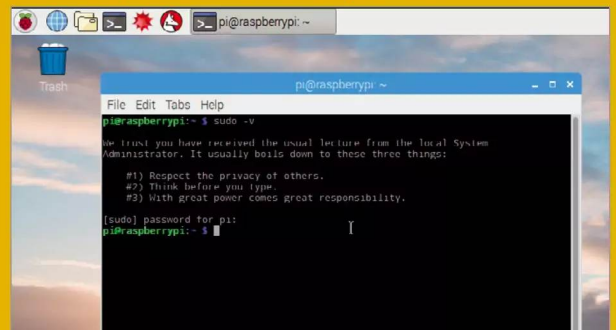 pi@raspberrypi: ~
Trash
pi@raspberrypi: ~
File Edit Tabs Help
pi@raspberrypi:~ $ sudo -v
We trust you have received the usual lecture from the local System
Administrator. It usually boils down to these three things:
#1) Respect the privacy of others.
#2) Think before you type.
#3) With great power comes great responsibility.
[sudo] password for pi:
pi@raspberrypi:~ $